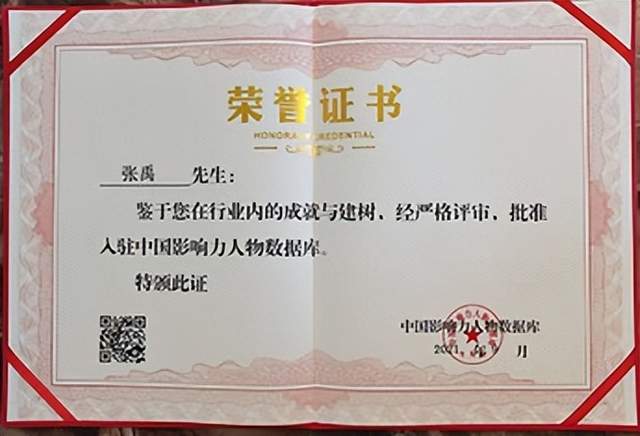 荣誉证书
张禹 先生：
鉴于您在行业内的成就与建树，经严格评审，批准
入驻中国影响力人物数据库。
特颁此证
中国影响力人物数据库
2021 年 月